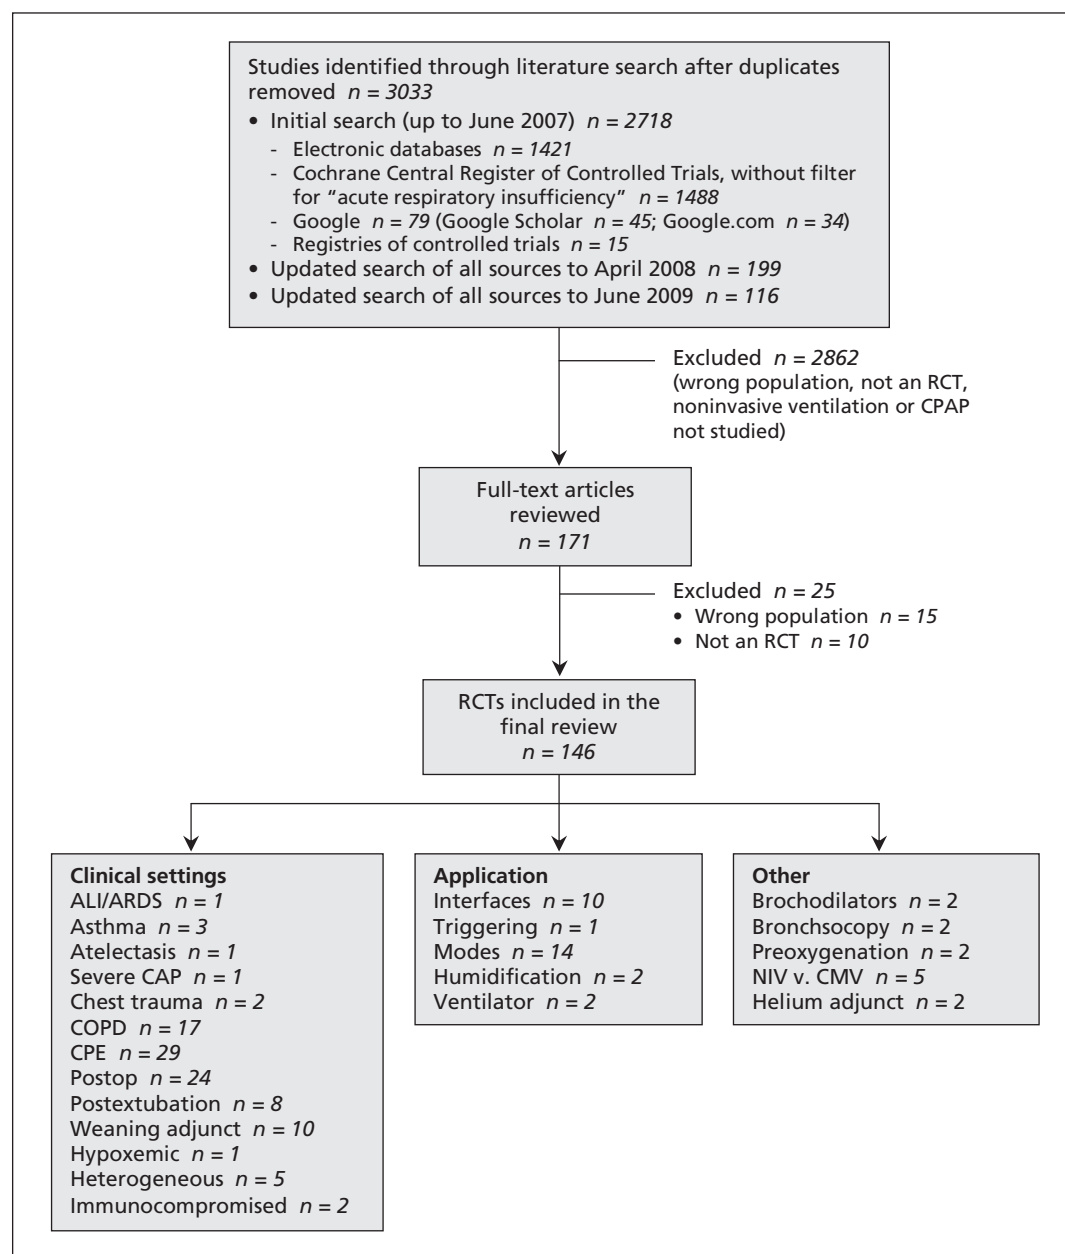 Studies identified through literature search after duplicates
removed n = 3033
• Initial search (up to June 2007) n = 2718
- Electronic databases n = 1421
- Cochrane Central Register of Controlled Trials, without filter
for “acute respiratory insufficiency” n = 1488
- Google n = 79 (Google Scholar n = 45; Google.com n = 34)
- Registries of controlled trials n = 15
• Updated search of all sources to April 2008 n = 199
• Updated search of all sources to June 2009 n = 116
Excluded n = 2862
(wrong population, not an RCT,
noninvasive ventilation or CPAP
not studied)
Full-text articles
reviewed
n = 171
Excluded n = 25
• Wrong population n = 15
• Not an RCT n = 10
RCTs included in the
final review
n = 146
Clinical settings
ALI/ARDS n = 1
Asthma n = 3
Atelectasis n = 1
Severe CAP n = 1
Chest trauma n = 2
COPD n = 17
CPE n = 29
Postop n = 24
Postextubation n = 8
Weaning adjunct n = 10
Hypoxemic n = 1
Heterogeneous n = 5
Immunocompromised n = 2
Application
Interfaces n = 10
Triggering n = 1
Modes n = 14
Humidification n = 2
Ventilator n = 2
Other
Brochodilators n = 2
Bronchsocopy n = 2
Preoxygenation n = 2
NIV v. CMV n = 5
Helium adjunct n = 2